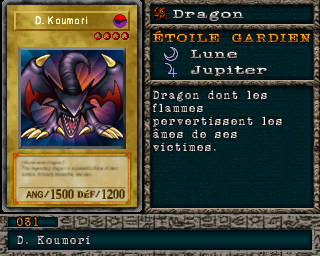 D. Koumori
ANG/1500 DéF/1200
Dragon
ÉTOILE GARDIEN
Lune
Jupiter
Dragon dont les
flammes
pervertissent les
âmes de ses
victimes.
031
D. Koumori